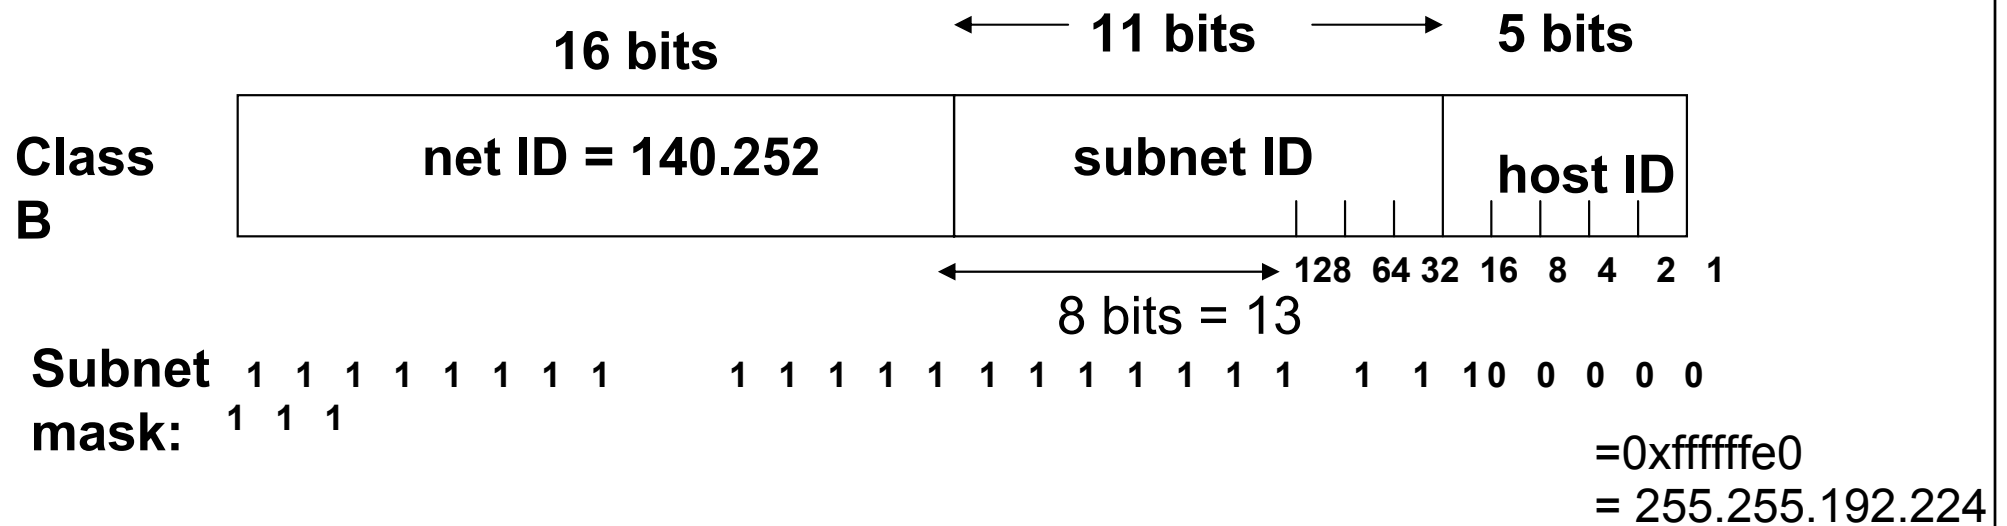 16 bits 11 bits 5 bits
Class B net ID = 140.252 subnet ID host ID
128 64 32 16 8 4 2 1
8 bits = 13
Subnet mask: 1 1 1 1 1 1 1 1 1 1 1 1 1 1 1 1 1 1 1 1 1 1 1 1 0 0 0 0 0
1 1 1
=0xffffffe0
= 255.255.192.224